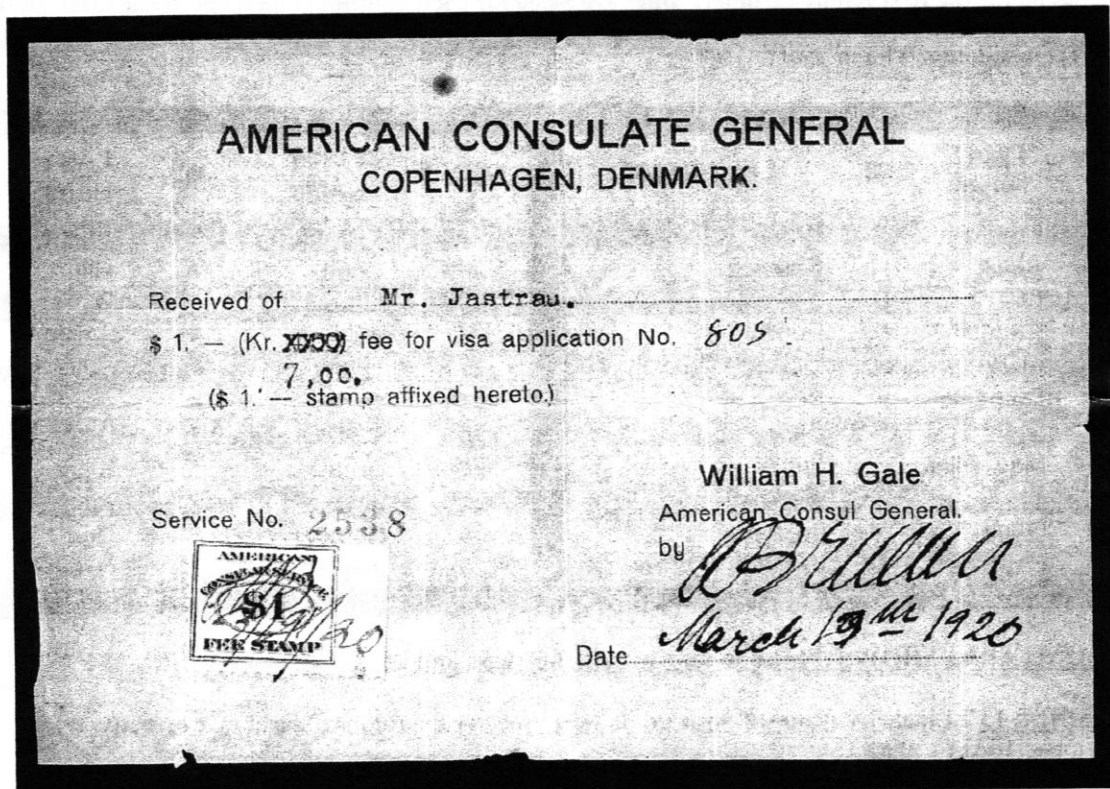 AMERICAN CONSULATE GENERAL
COPENHAGEN, DENMARK.
Received of Mr. Jastrau.
$ 1. — (Kr. ) fee for visa application No. 805.
7,00.
($ 1. — stamp affixed hereto.)
William H. Gale
American Consul General.
Service No. 2538
by
AMERICAN
CONSULAR SERVICE
$1
FEE STAMP
Date March 19th 1920